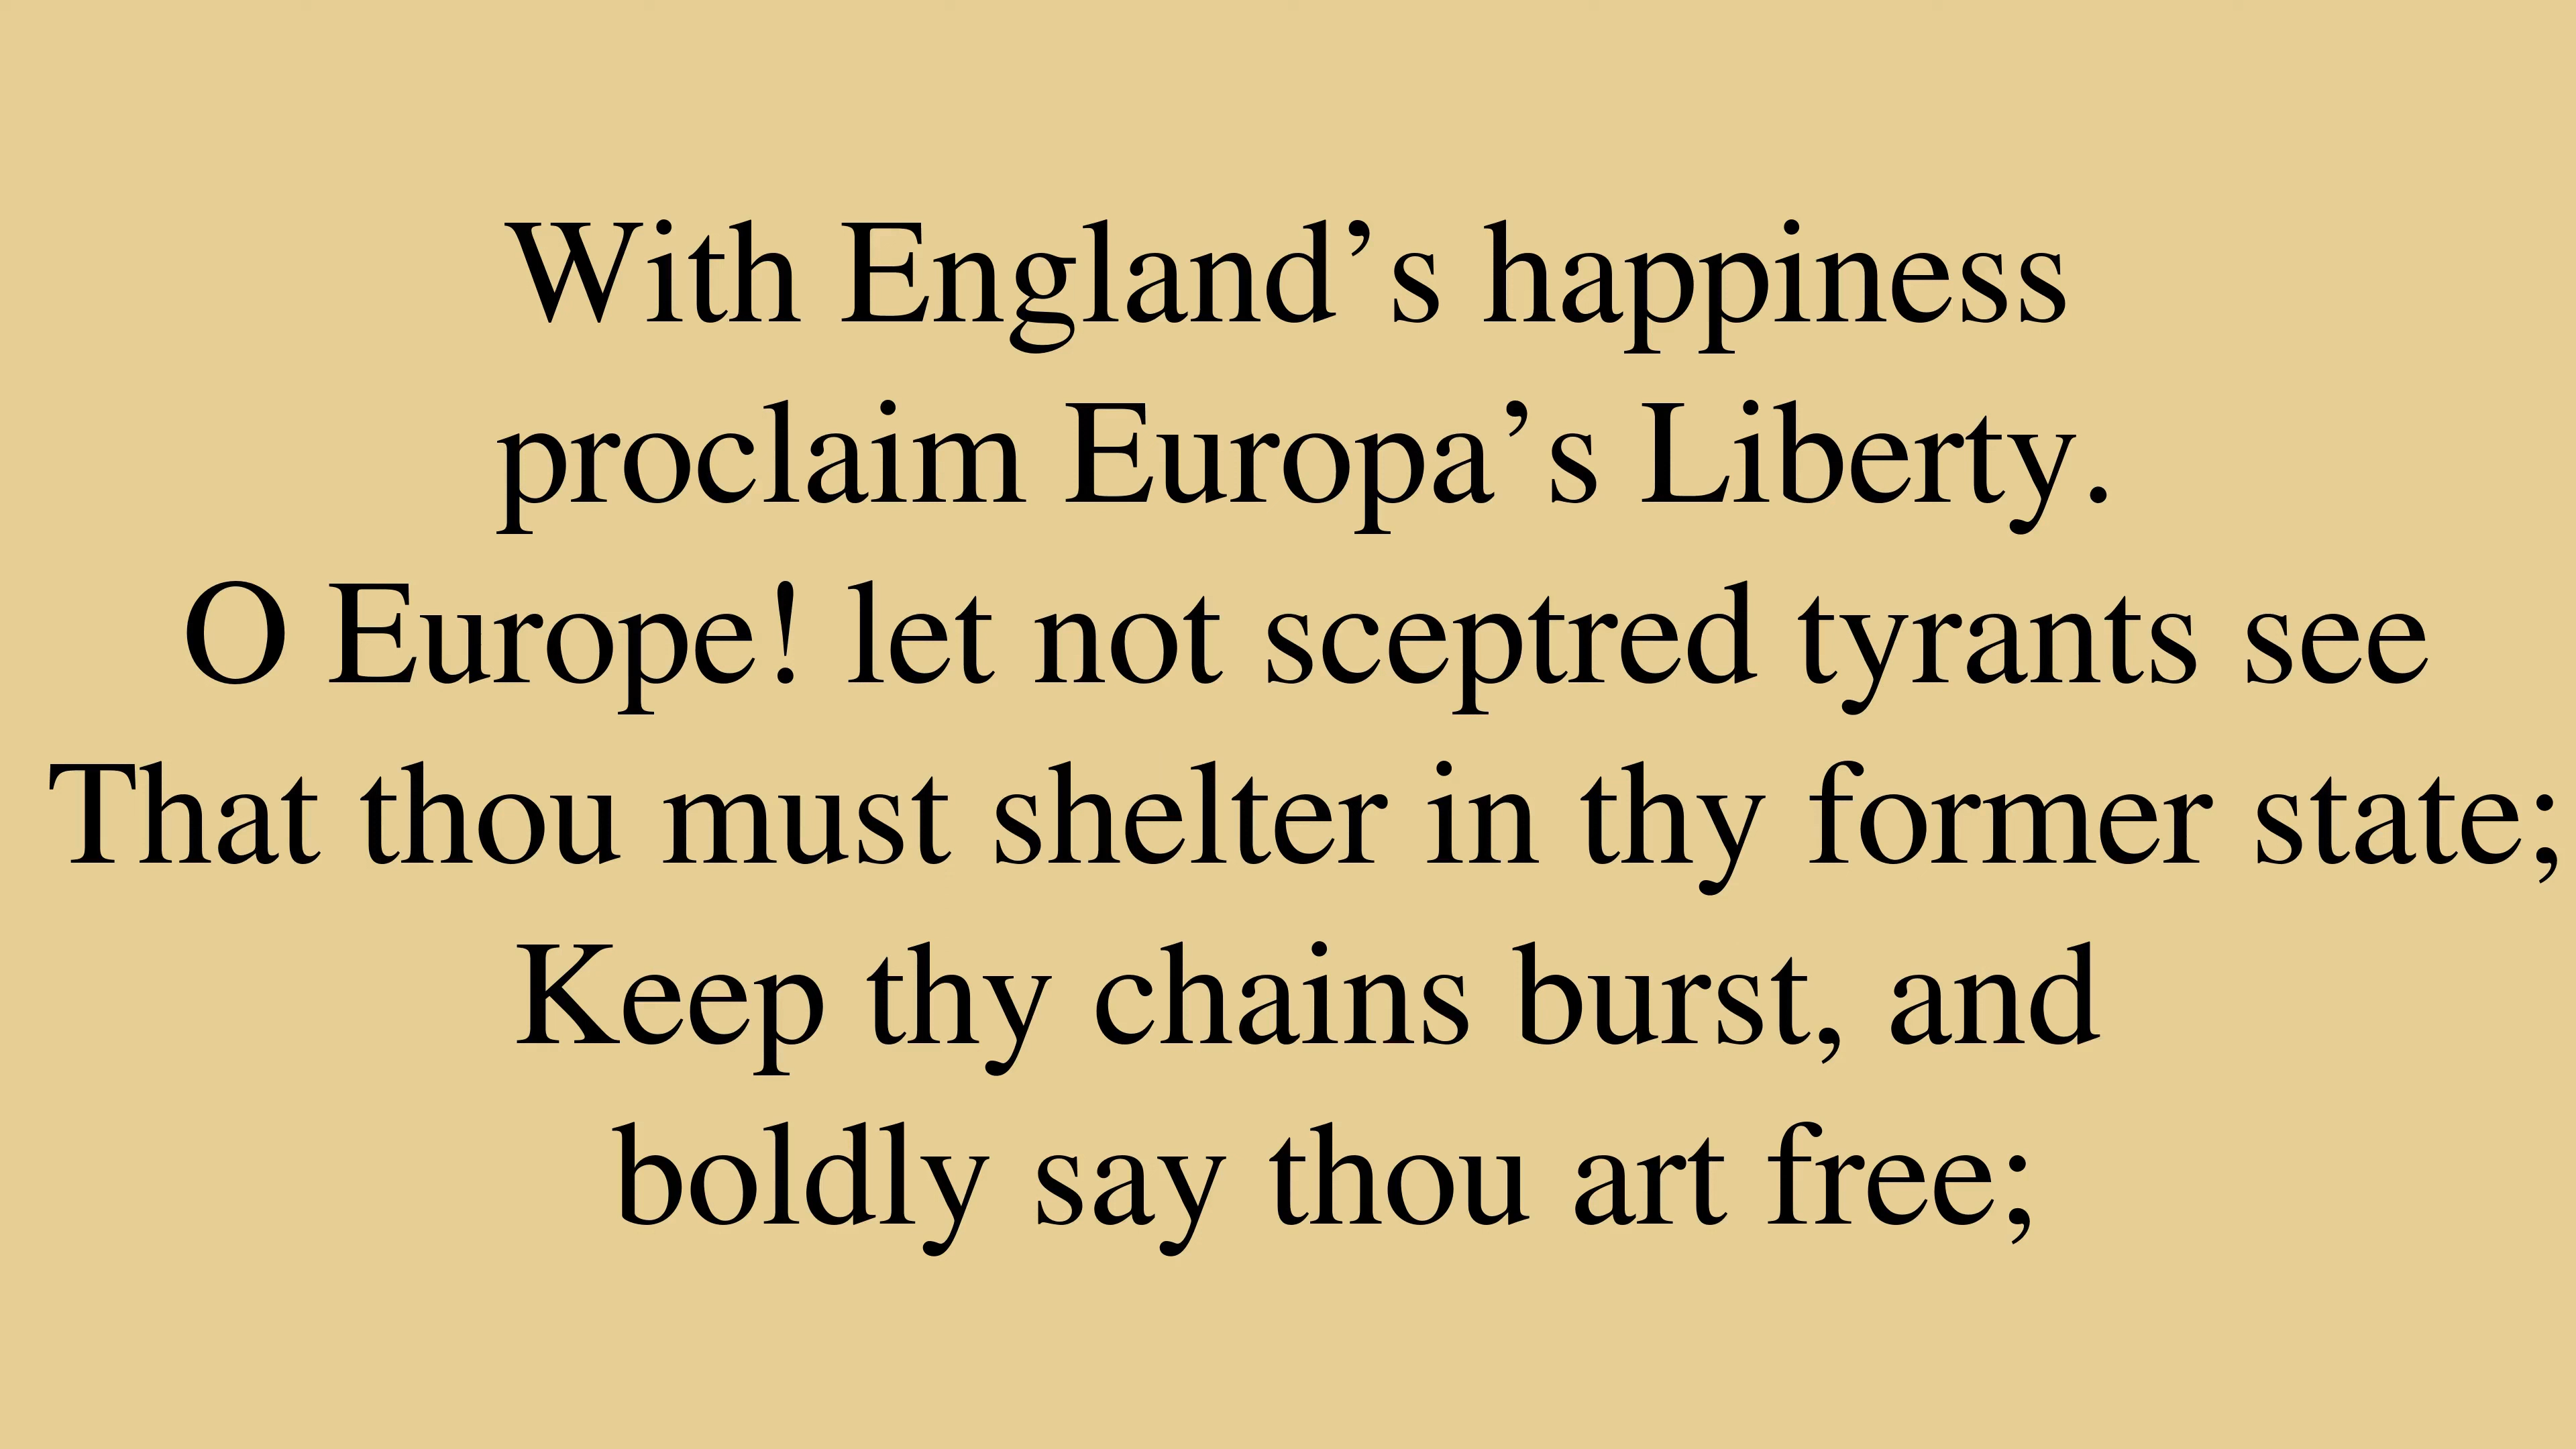 With England’s happiness
proclaim Europa’s Liberty.
O Europe! let not sceptred tyrants see
That thou must shelter in thy former state;
Keep thy chains burst, and
boldly say thou art free;